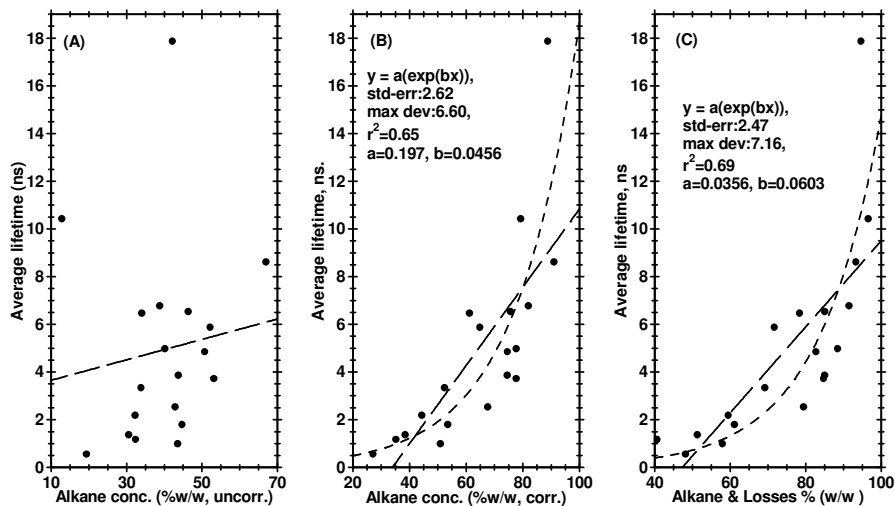 18
16
14
12
10
8
6
4
2
0
Average lifetime (ns)
(A)
10
30
50
70
Alkane conc. (%w/w, uncorr.)
18
16
14
12
10
8
6
4
2
0
Average lifetime, ns.
(B)
y = a(exp(bx)),
std-err:2.62
max dev:6.60,
r²=0.65
a=0.197, b=0.0456
20
40
60
80
100
Alkane conc. (%w/w, corr.)
18
16
14
12
10
8
6
4
2
0
Average lifetime, ns
(C)
y = a(exp(bx)),
std-err:2.47
max dev:7.16,
r²=0.69
a=0.0356, b=0.0603
40
60
80
100
Alkane & Losses % (w/w )